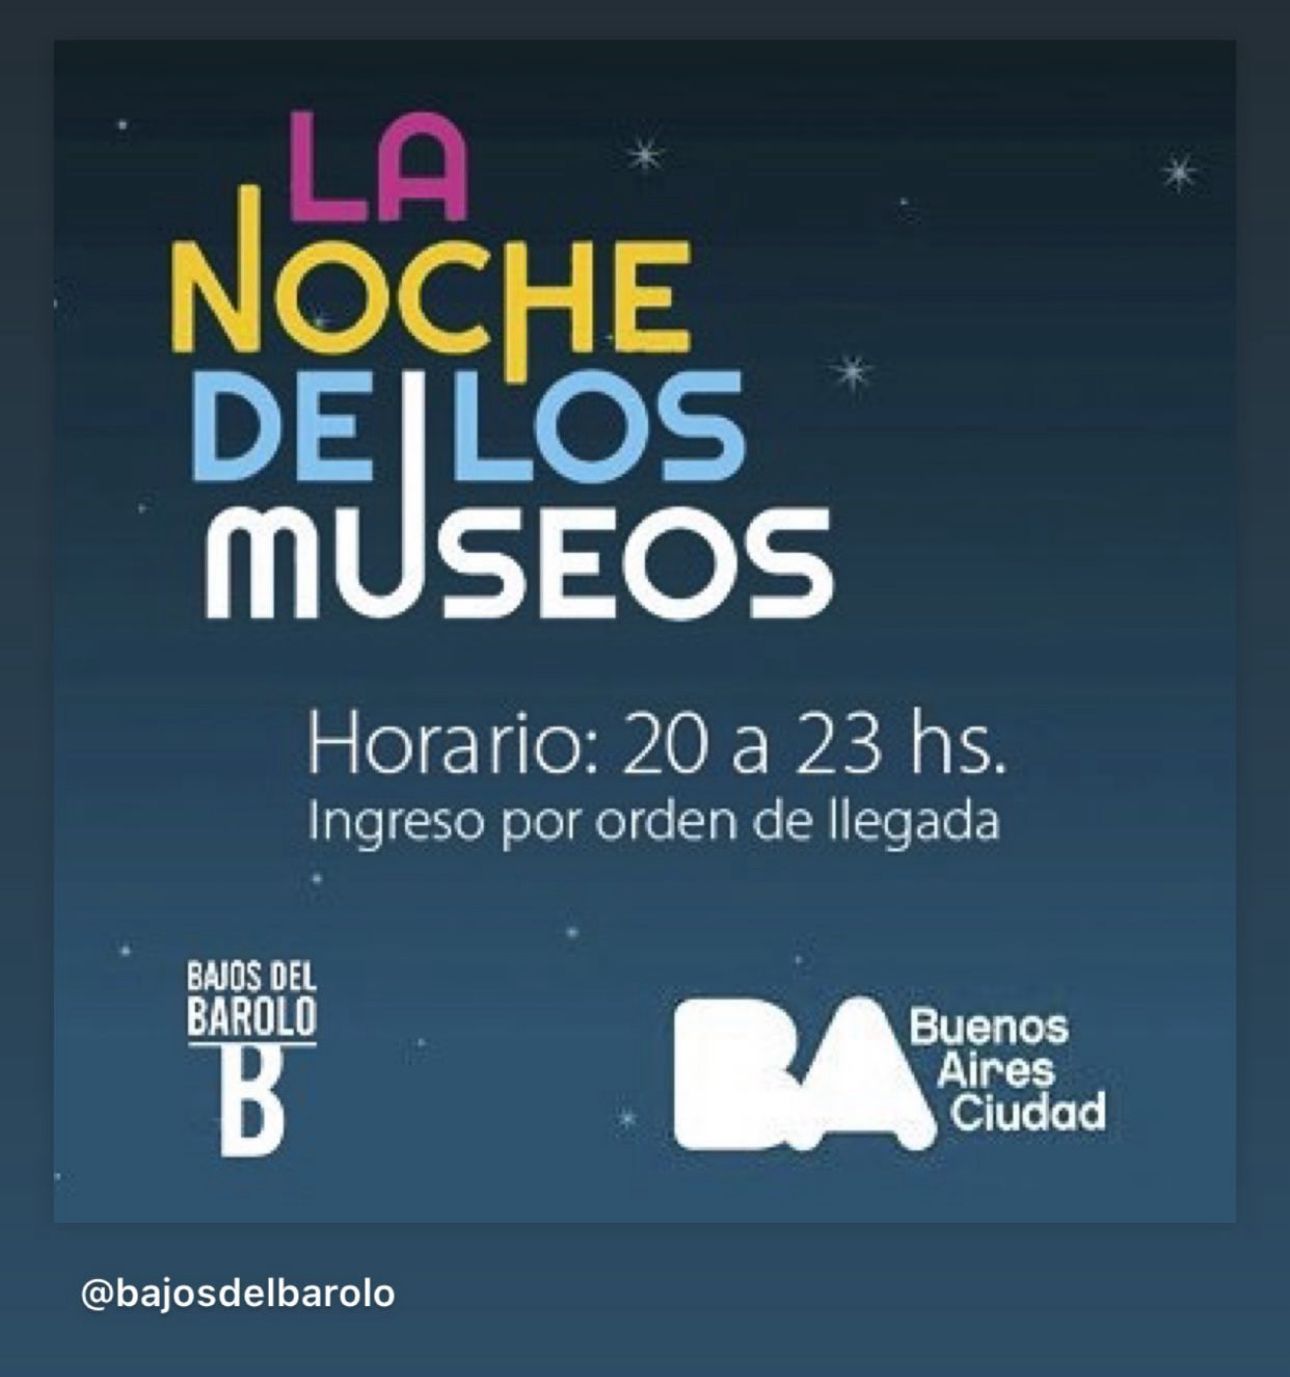 LA
NOCHE
DE LOS
MUSEOS
Horario: 20 a 23 hs.
Ingreso por orden de llegada
BAJOS DEL
BAROLO
B
BA
Buenos
Aires
Ciudad
@bajosdelbarolo